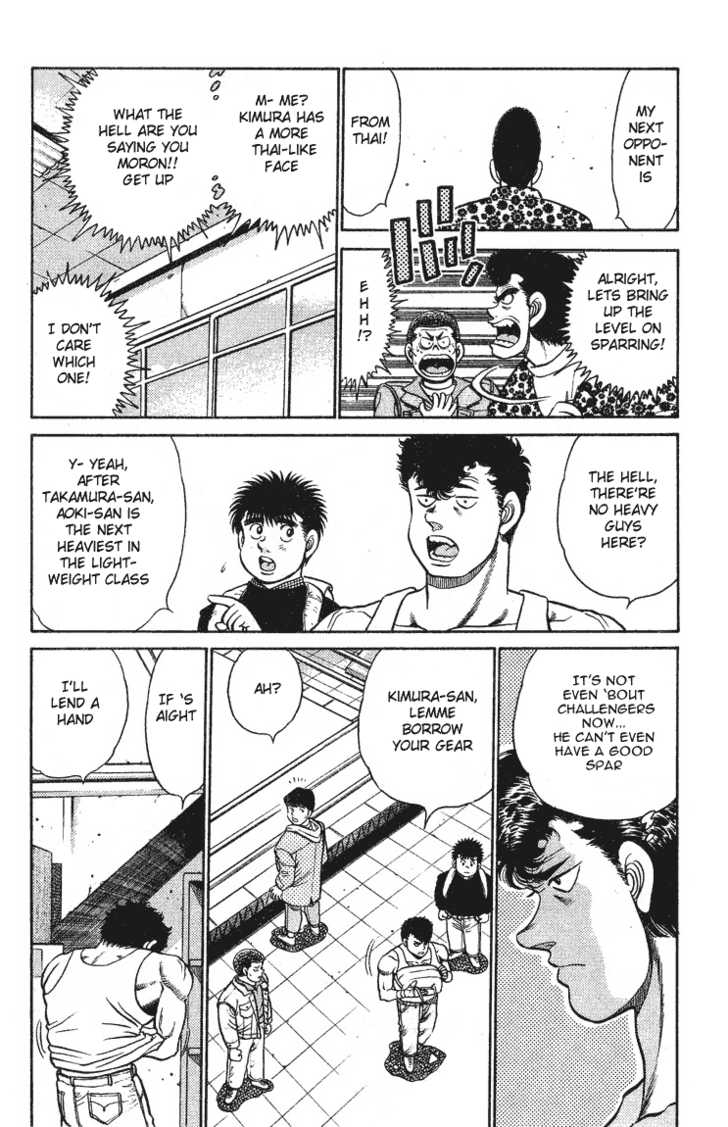 MY
NEXT
OPPO-
NENT
IS
FROM
THAI!
ALRIGHT,
LETS BRING
UP THE
LEVEL ON
SPARRING!
EHH!?
M- ME?
KIMURA HAS
A MORE
THAI-LIKE
FACE
WHAT THE
HELL ARE YOU
SAYING YOU
MORON!!
GET UP
I DON'T
CARE
WHICH
ONE!
THE HELL,
THERE'RE
NO HEAVY
GUYS
HERE?
Y- YEAH,
AFTER
TAKAMURA-SAN,
AOKI-SAN IS
THE NEXT
HEAVIEST IN
THE LIGHT-
WEIGHT CLASS
IT'S NOT
EVEN 'BOUT
CHALLENGERS
NOW...
HE CAN'T EVEN
HAVE A GOOD
SPAR
KIMURA-SAN,
LEMME
BORROW
YOUR GEAR
AH?
IF 'S
AIGHT
I'LL
LEND A
HAND